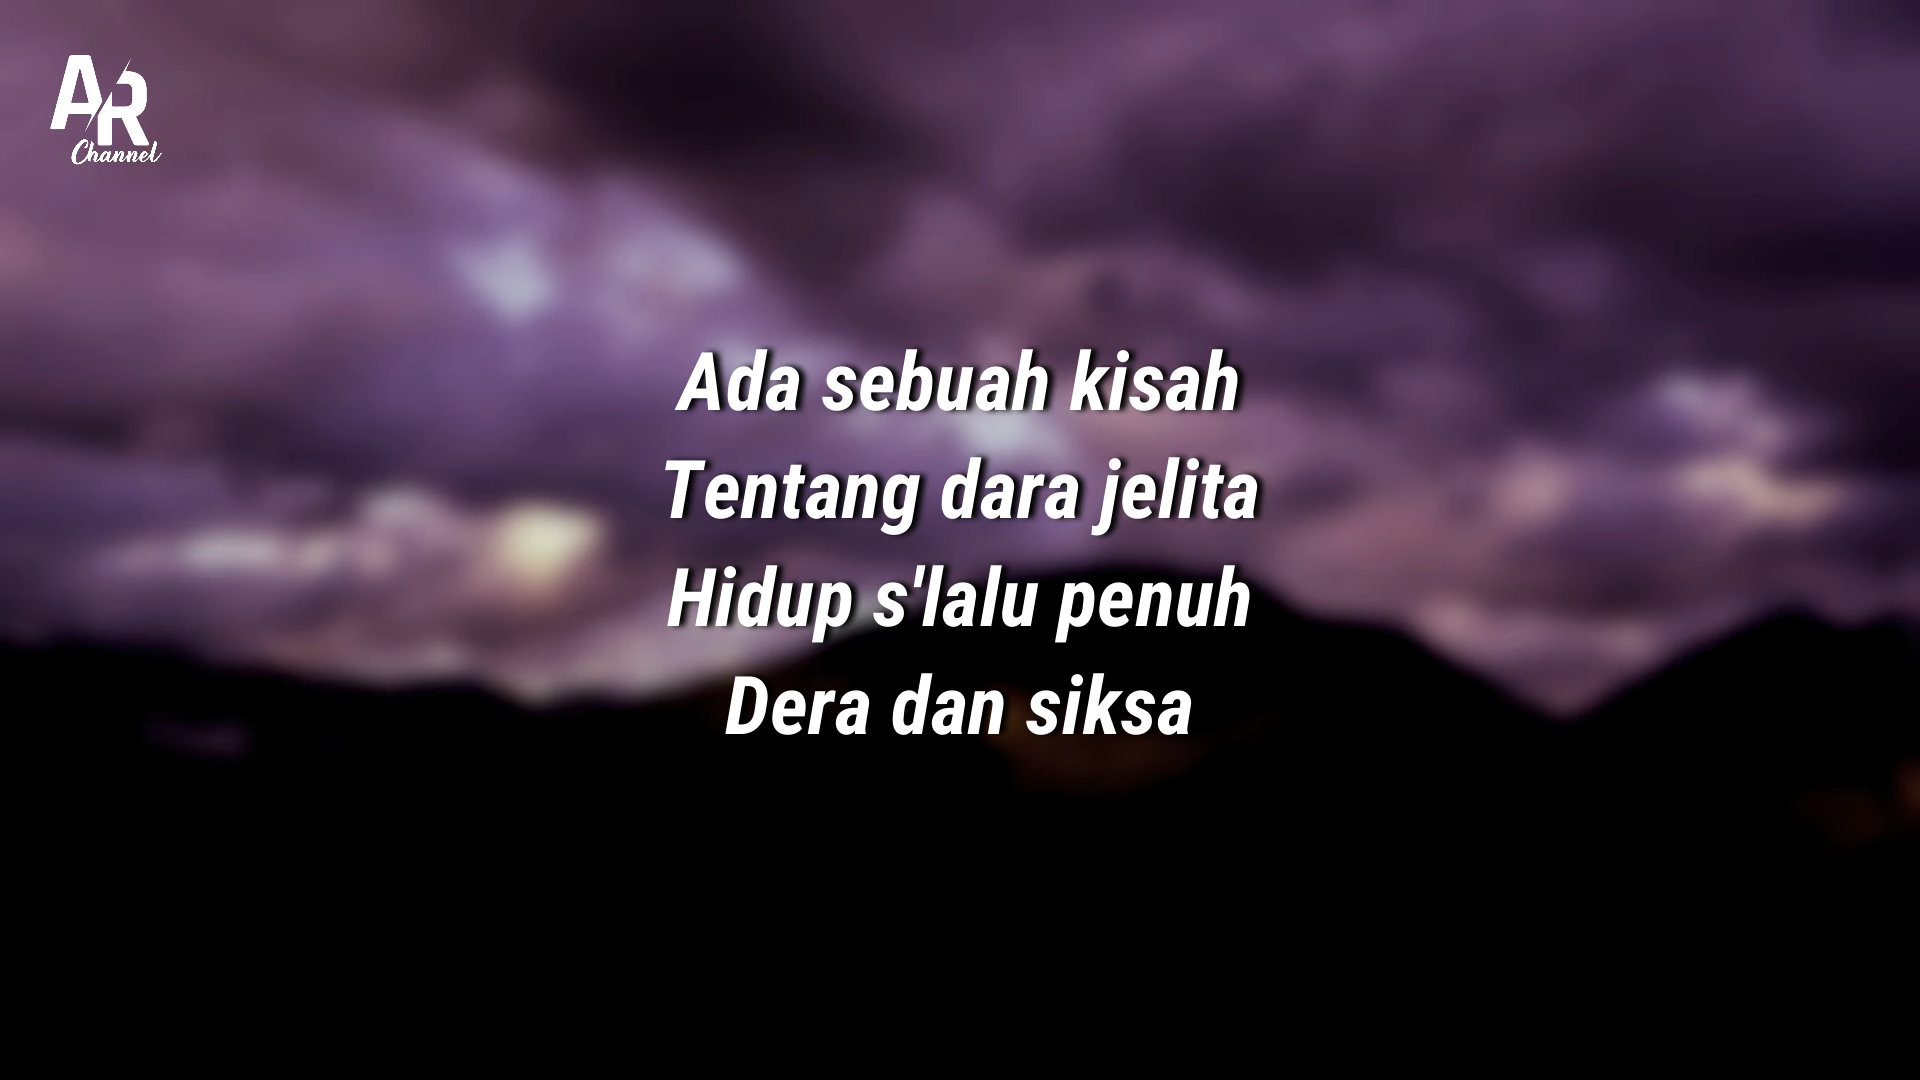 AR
Channel
Ada sebuah kisah
Tentang dara jelita
Hidup s'lalu penuh
Dera dan siksa